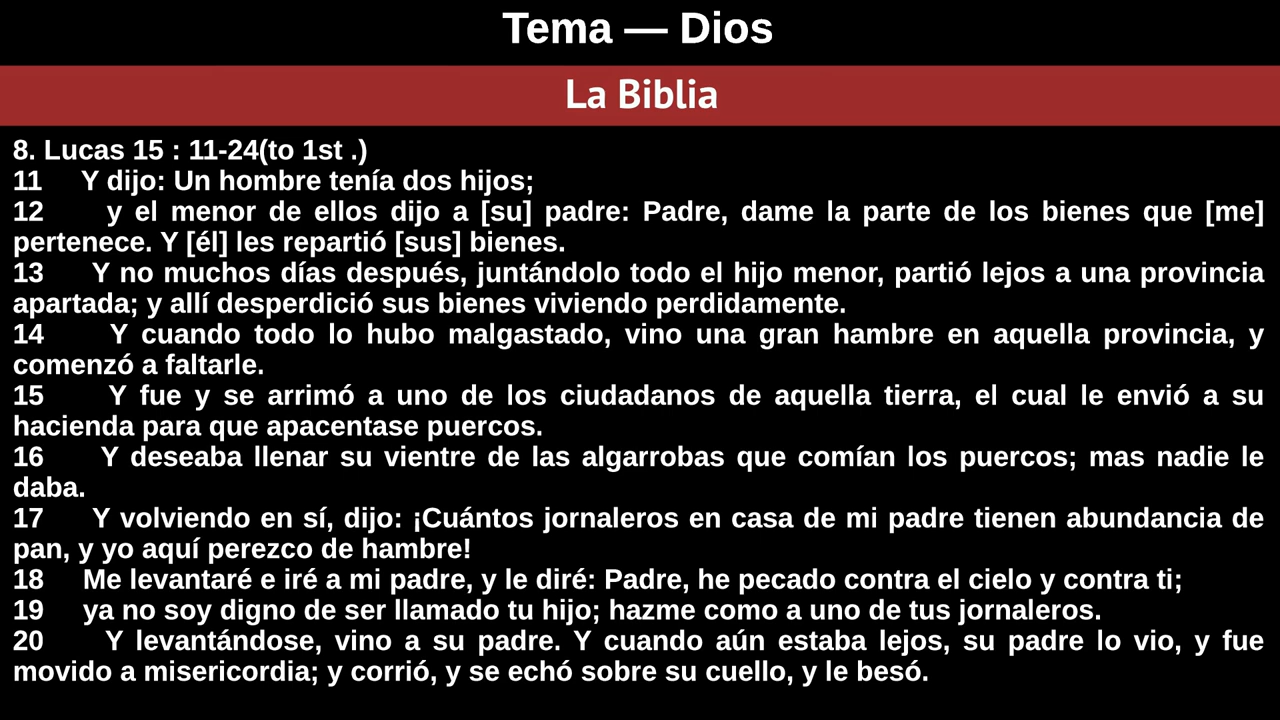 Tema — Dios
La Biblia
8. Lucas 15 : 11-24(to 1st .)
11 Y dijo: Un hombre tenía dos hijos;
12 y el menor de ellos dijo a [su] padre: Padre, dame la parte de los bienes que [me]
pertenece. Y [él] les repartió [sus] bienes.
13 Y no muchos días después, juntándolo todo el hijo menor, partió lejos a una provincia
apartada; y allí desperdició sus bienes viviendo perdidamente.
14 Y cuando todo lo hubo malgastado, vino una gran hambre en aquella provincia, y
comenzó a faltarle.
15 Y fue y se arrimó a uno de los ciudadanos de aquella tierra, el cual le envió a su
hacienda para que apacentase puercos.
16 Y deseaba llenar su vientre de las algarrobas que comían los puercos; mas nadie le
daba.
17 Y volviendo en sí, dijo: ¡Cuántos jornaleros en casa de mi padre tienen abundancia de
pan, y yo aquí perezco de hambre!
18 Me levantaré e iré a mi padre, y le diré: Padre, he pecado contra el cielo y contra ti;
19 ya no soy digno de ser llamado tu hijo; hazme como a uno de tus jornaleros.
20 Y levantándose, vino a su padre. Y cuando aún estaba lejos, su padre lo vio, y fue
movido a misericordia; y corrió, y se echó sobre su cuello, y le besó.